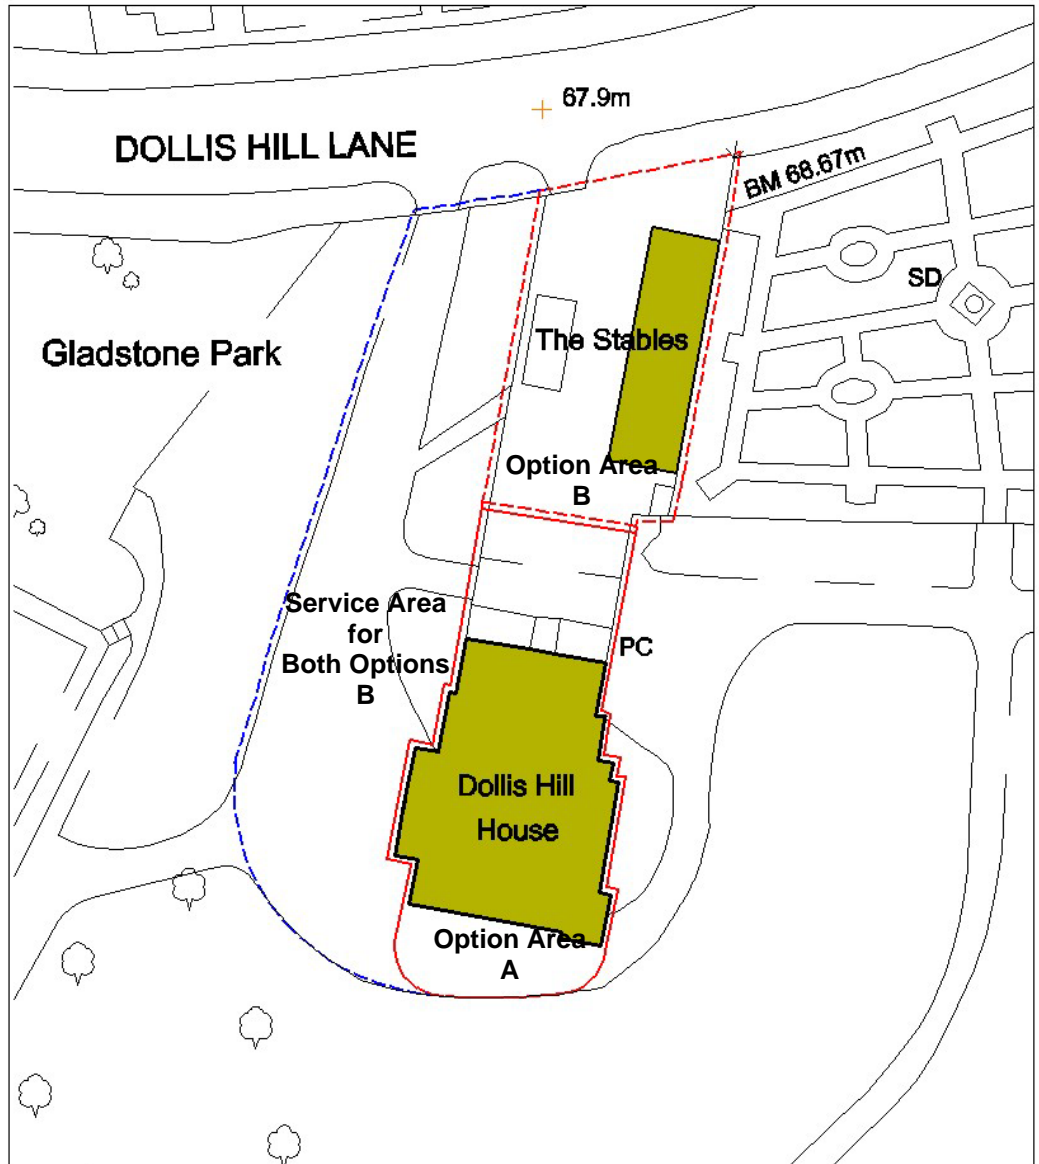 67.9m
DOLLIS HILL LANE
BM 68.67m
SD
The Stables
Gladstone Park
Option Area
B
Service Area
for
Both Options
B
PC
Dollis Hill
House
Option Area
A